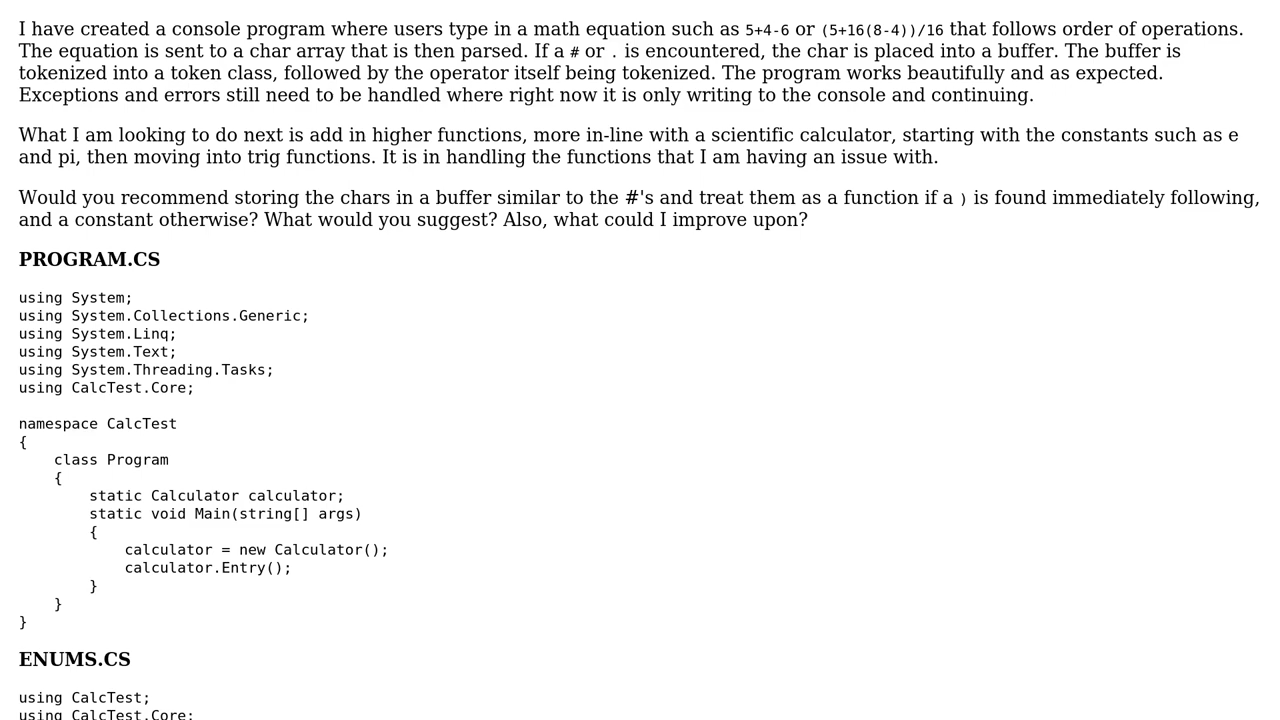 I have created a console program where users type in a math equation such as 5+4-6 or (5+16(8-4))/16 that follows order of operations.
The equation is sent to a char array that is then parsed. If a # or . is encountered, the char is placed into a buffer. The buffer is
tokenized into a token class, followed by the operator itself being tokenized. The program works beautifully and as expected.
Exceptions and errors still need to be handled where right now it is only writing to the console and continuing.
What I am looking to do next is add in higher functions, more in-line with a scientific calculator, starting with the constants such as e
and pi, then moving into trig functions. It is in handling the functions that I am having an issue with.
Would you recommend storing the chars in a buffer similar to the #'s and treat them as a function if a ) is found immediately following,
and a constant otherwise? What would you suggest? Also, what could I improve upon?
PROGRAM.CS
using System;
using System.Collections.Generic;
using System.Linq;
using System.Text;
using System.Threading.Tasks;
using CalcTest.Core;
namespace CalcTest
{
    class Program
    {
        static Calculator calculator;
        static void Main(string[] args)
        {
            calculator = new Calculator();
            calculator.Entry();
        }
    }
}
ENUMS.CS
using CalcTest;
using CalcTest.Core;